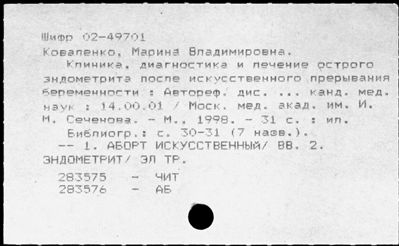 Шифр 02-49701
Коваленко, Марина Владимировна.
Клиника, диагностика и лечение острого
эндометрита после искусственного прерывания
беременности : Автореф. дис. ... канд. мед.
наук : 14.00.01 / Моск. мед. акад. им. И.
М. Сеченова. - М., 1998. - 31 с. : ил.
Библиогр.: с. 30-31 (7 назв.).
-- 1. АБОРТ ИСКУССТВЕННЫЙ/ ВВ. 2.
ЭНДОМЕТРИТ/ ЭЛ ТР.
283575 - ЧИТ
283576 - АБ